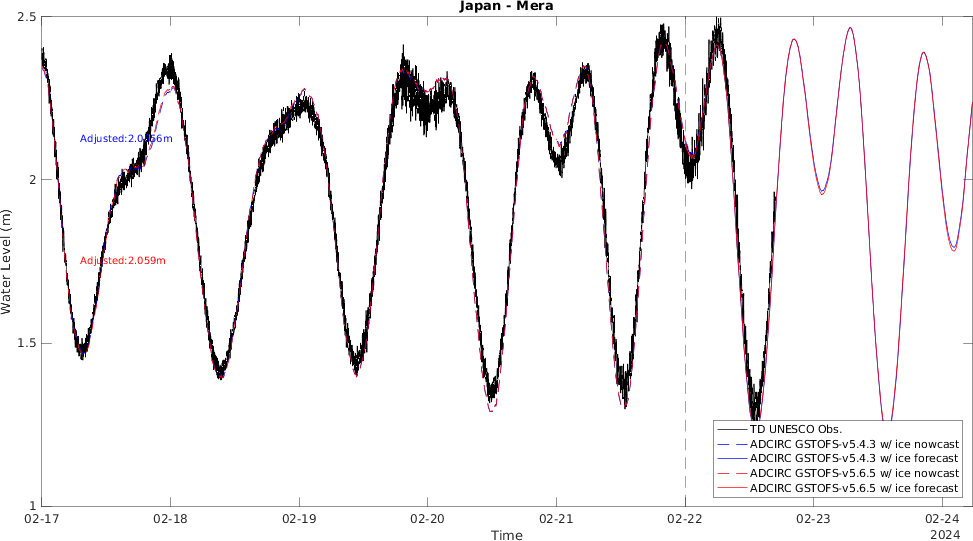 Japan - Mera
2.5
2
1.5
1
Water Level (m)
Adjusted:2.0456m
Adjusted:2.059m
TD UNESCO Obs.
ADCIRC GSTOFS-v5.4.3 w/ ice nowcast
ADCIRC GSTOFS-v5.4.3 w/ ice forecast
ADCIRC GSTOFS-v5.6.5 w/ ice nowcast
ADCIRC GSTOFS-v5.6.5 w/ ice forecast
02-17 02-18 02-19 02-20 02-21 02-22 02-23 02-24
Time 2024